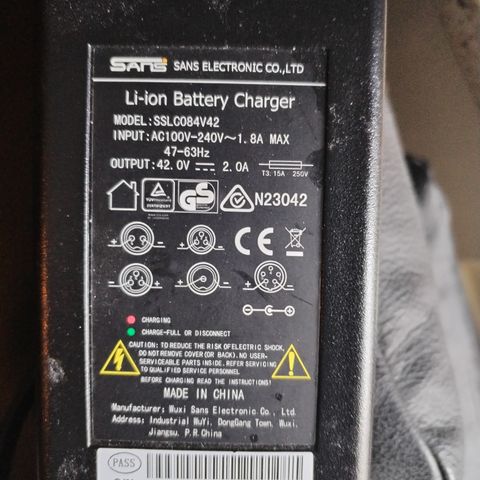 SANS SANS ELECTRONIC CO.,LTD
Li-ion Battery Charger
MODEL:SSLC084V42
INPUT:AC100V-240V~1.8A MAX
47-63Hz
OUTPUT:42.0V⎓ 2.0A
T3.15A 250V
TÜV GS N23042
CE
CHARGING
CHARGE-FULL OR DISCONNECT
CAUTION: TO REDUCE THE RISK OF ELECTRIC SHOCK,
DO NOT REMOVE COVER (OR BACK). NO USER-
SERVICEABLE PARTS INSIDE. REFER SERVICING
TO QUALIFIED SERVICE PERSONNEL
BEFORE CHARGING READ THE INSTRUCTIONS!
MADE IN CHINA
Manufacturer: Wuxi Sans Electronic Co., Ltd.
Address: Industrial WuYi, DongGang Town, Wuxi,
Jiangsu, P.R.China
PASS